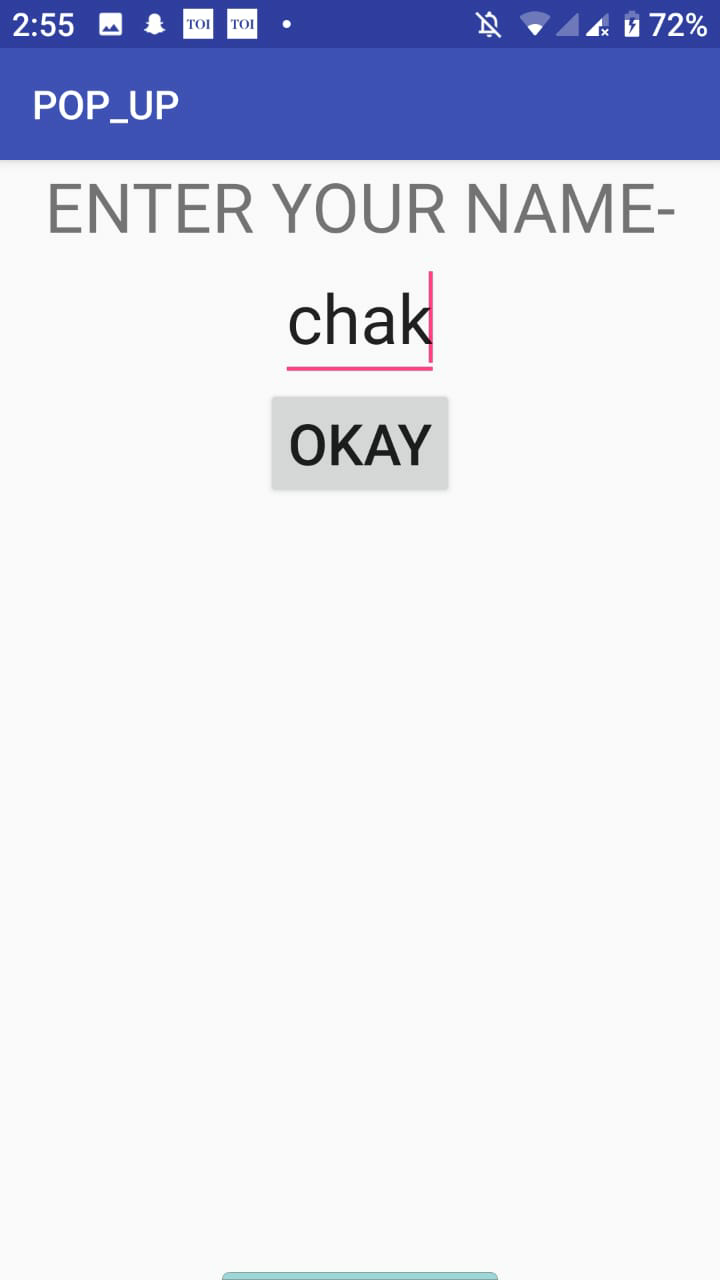 2:55 TOI TOI 72%
POP_UP
ENTER YOUR NAME-
chak
OKAY